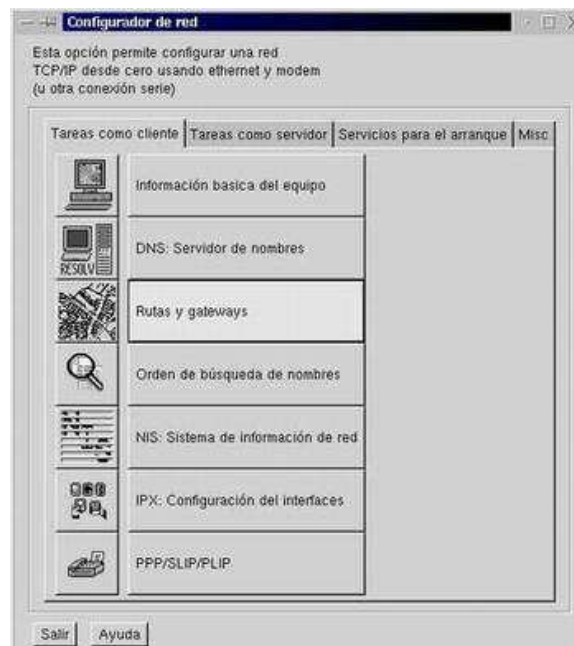 Configurador de red
Esta opción permite configurar una red
TCP/IP desde cero usando ethernet y modem
(u otra conexión serie)
Tareas como cliente Tareas como servidor Servicios para el arranque Misc
Información basica del equipo
RESOLV
DNS: Servidor de nombres
Rutas y gateways
Orden de búsqueda de nombres
NIS: Sistema de información de red
IPX: Configuración del interfaces
PPP/SLIP/PLIP
Salir Ayuda